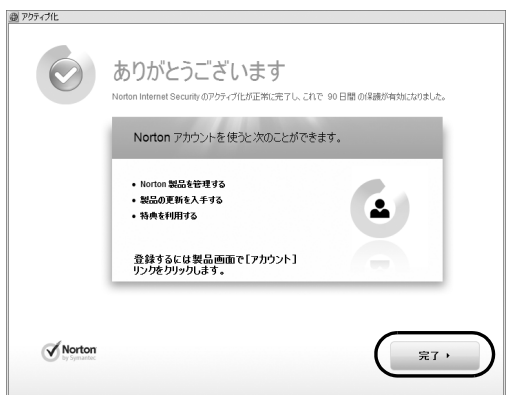 アクティブ化
ありがとうございます
Norton Internet Security のアクティブ化が正常に完了し、これで 90 日間 の保護が有効になりました。
Norton アカウントを使うと次のことができます。
• Norton 製品を管理する
• 製品の更新を入手する
• 特典を利用する
登録するには製品画面で[アカウント]
リンクをクリックします。
Norton
by Symantec
完了